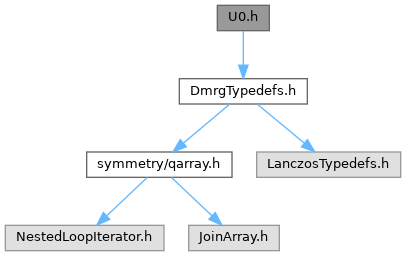 U0.h
DmrgTypedefs.h
symmetry/qarray.h
LanczosTypedefs.h
NestedLoopIterator.h
JoinArray.h